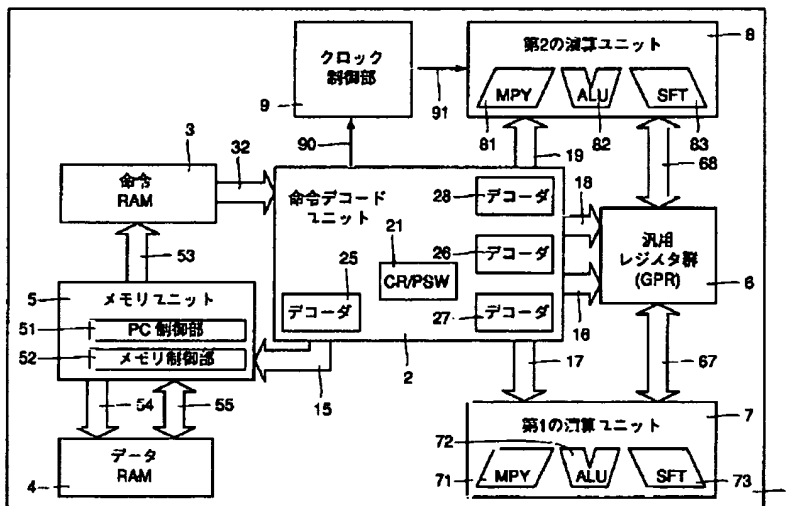 クロック
制御部
9
90
91
第2の演算ユニット
8
MPY
ALU
SFT
81
82
83
19
68
3
命令
RAM
32
53
命令デコード
ユニット
28
デコーダ
18
21
CR/PSW
26
デコーダ
25
デコーダ
27
デコーダ
16
2
汎用
レジスタ群
(GPR)
6
5
メモリユニット
51
PC 制御部
52
メモリ制御部
15
17
67
54
55
4
データ
RAM
第1の演算ユニット
7
72
71
MPY
ALU
SFT
73